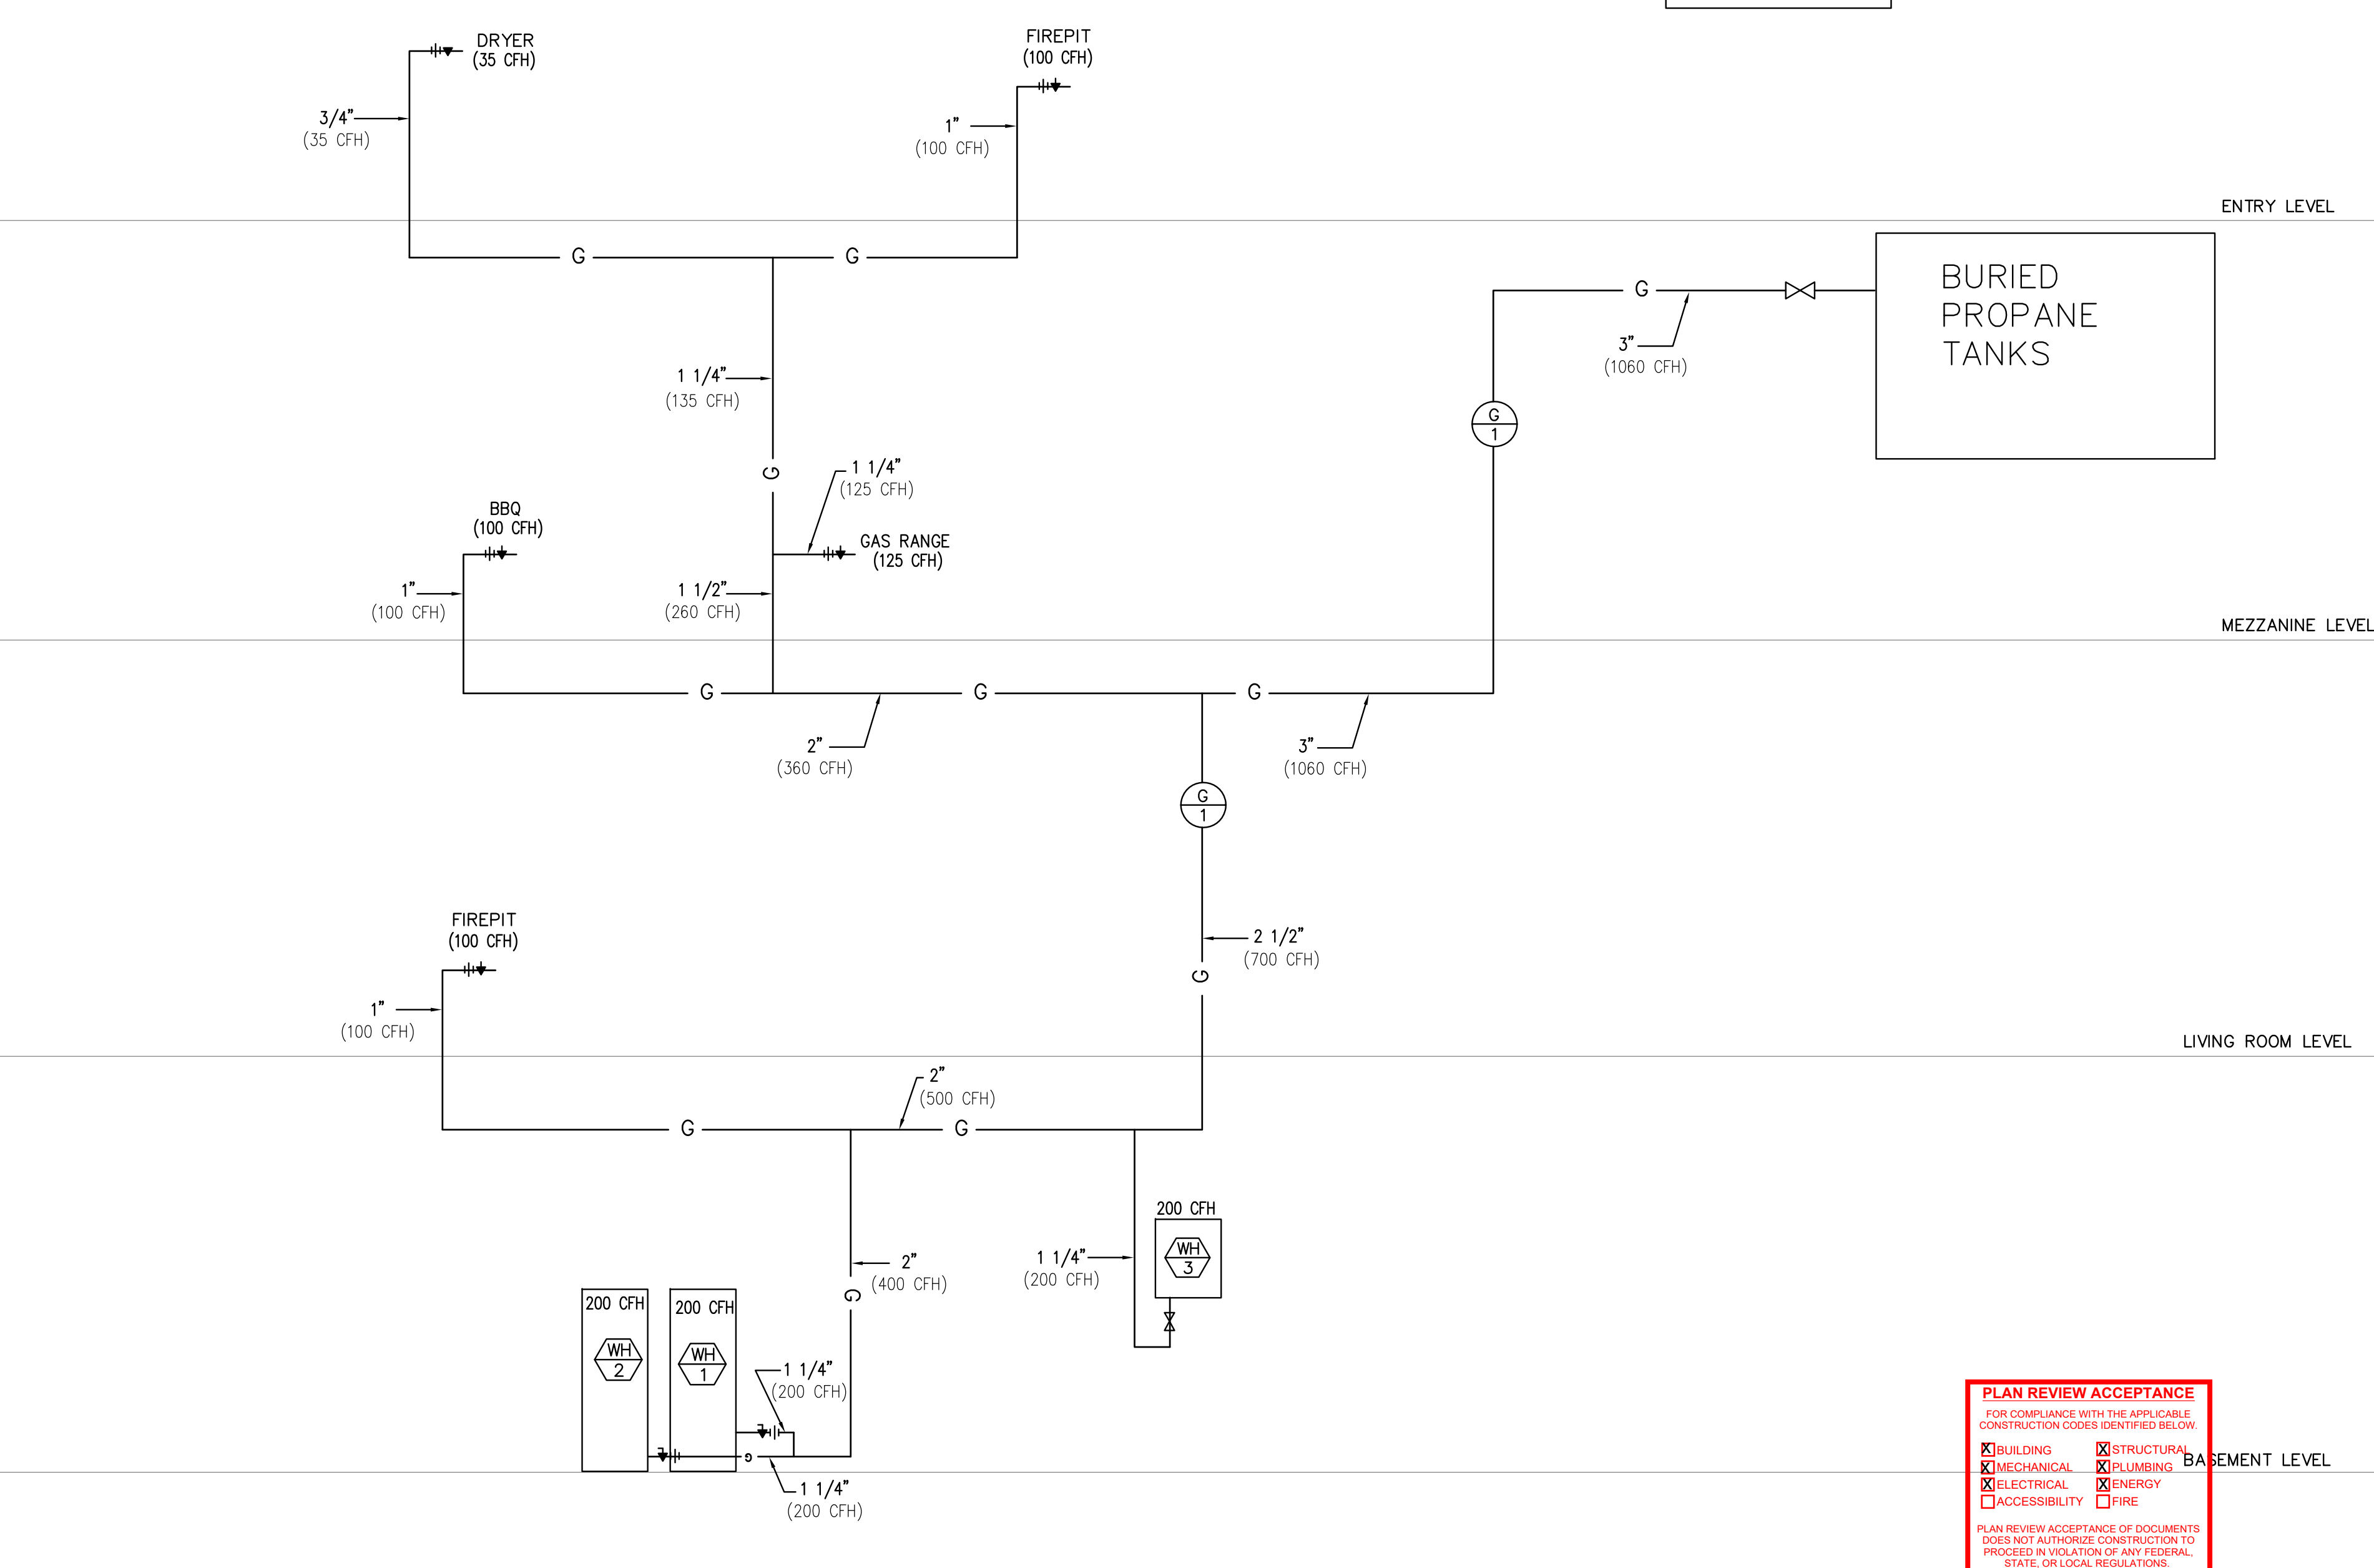 DRYER
(35 CFH)
FIREPIT
(100 CFH)
3/4"
(35 CFH)
1"
(100 CFH)
ENTRY LEVEL
G
G
BURIED
PROPANE
TANKS
G
3"
(1060 CFH)
1 1/4"
(135 CFH)
G
1
G
1 1/4"
(125 CFH)
BBQ
(100 CFH)
GAS RANGE
(125 CFH)
1"
(100 CFH)
1 1/2"
(260 CFH)
MEZZANINE LEVEL
G
G
G
2"
(360 CFH)
3"
(1060 CFH)
G
1
FIREPIT
(100 CFH)
2 1/2"
(700 CFH)
G
1"
(100 CFH)
LIVING ROOM LEVEL
2"
(500 CFH)
G
G
200 CFH
WH
3
1 1/4"
(200 CFH)
2"
(400 CFH)
G
200 CFH
200 CFH
WH
2
WH
1
1 1/4"
(200 CFH)
G
1 1/4"
(200 CFH)
BASEMENT LEVEL
PLAN REVIEW ACCEPTANCE
FOR COMPLIANCE WITH THE APPLICABLE
CONSTRUCTION CODES IDENTIFIED BELOW.
X BUILDING X STRUCTURAL
X MECHANICAL X PLUMBING
X ELECTRICAL X ENERGY
ACCESSIBILITY FIRE
PLAN REVIEW ACCEPTANCE OF DOCUMENTS
DOES NOT AUTHORIZE CONSTRUCTION TO
PROCEED IN VIOLATION OF ANY FEDERAL,
STATE, OR LOCAL REGULATIONS.